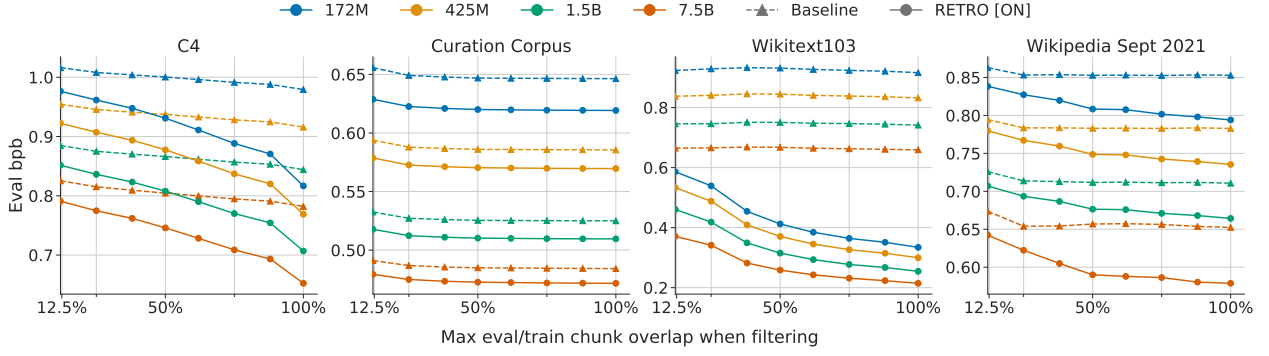 172M 425M 1.5B 7.5B Baseline RETRO [ON]
C4 Curation Corpus Wikitext103 Wikipedia Sept 2021
Eval bpb
1.0
0.9
0.8
0.7
12.5% 50% 100%
0.65
0.60
0.55
0.50
12.5% 50% 100%
0.8
0.6
0.4
0.2
12.5% 50% 100%
0.85
0.80
0.75
0.70
0.65
0.60
12.5% 50% 100%
Max eval/train chunk overlap when filtering